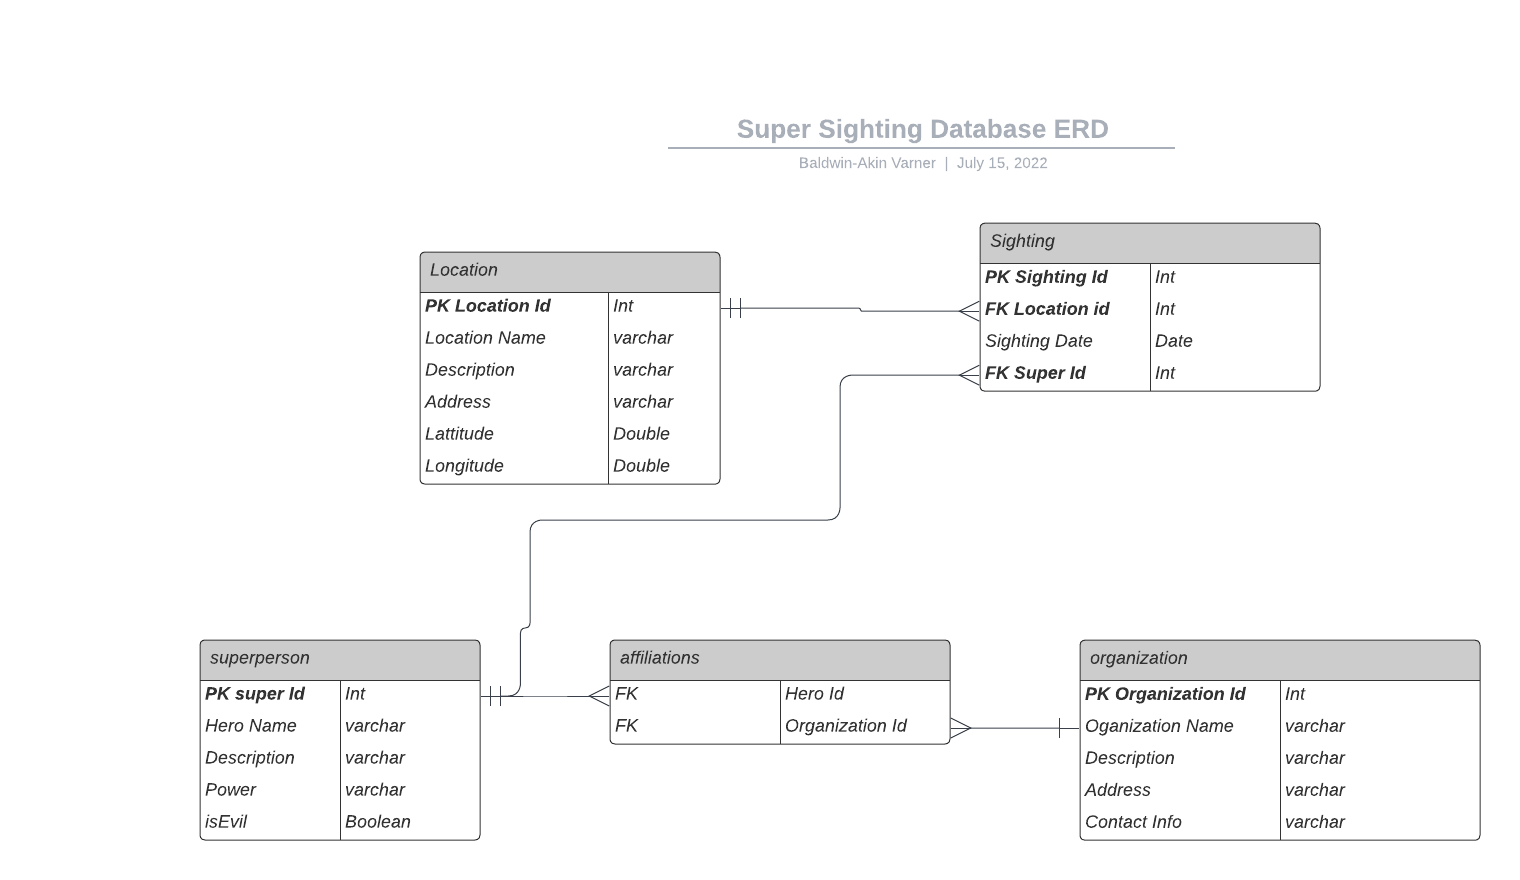 Super Sighting Database ERD
Baldwin-Akin Varner | July 15, 2022
Location
PK Location Id Int
Location Name varchar
Description varchar
Address varchar
Lattitude Double
Longitude Double
Sighting
PK Sighting Id Int
FK Location id Int
Sighting Date Date
FK Super Id Int
superperson
PK super Id Int
Hero Name varchar
Description varchar
Power varchar
isEvil Boolean
affiliations
FK Hero Id
FK Organization Id
organization
PK Organization Id Int
Oganization Name varchar
Description varchar
Address varchar
Contact Info varchar